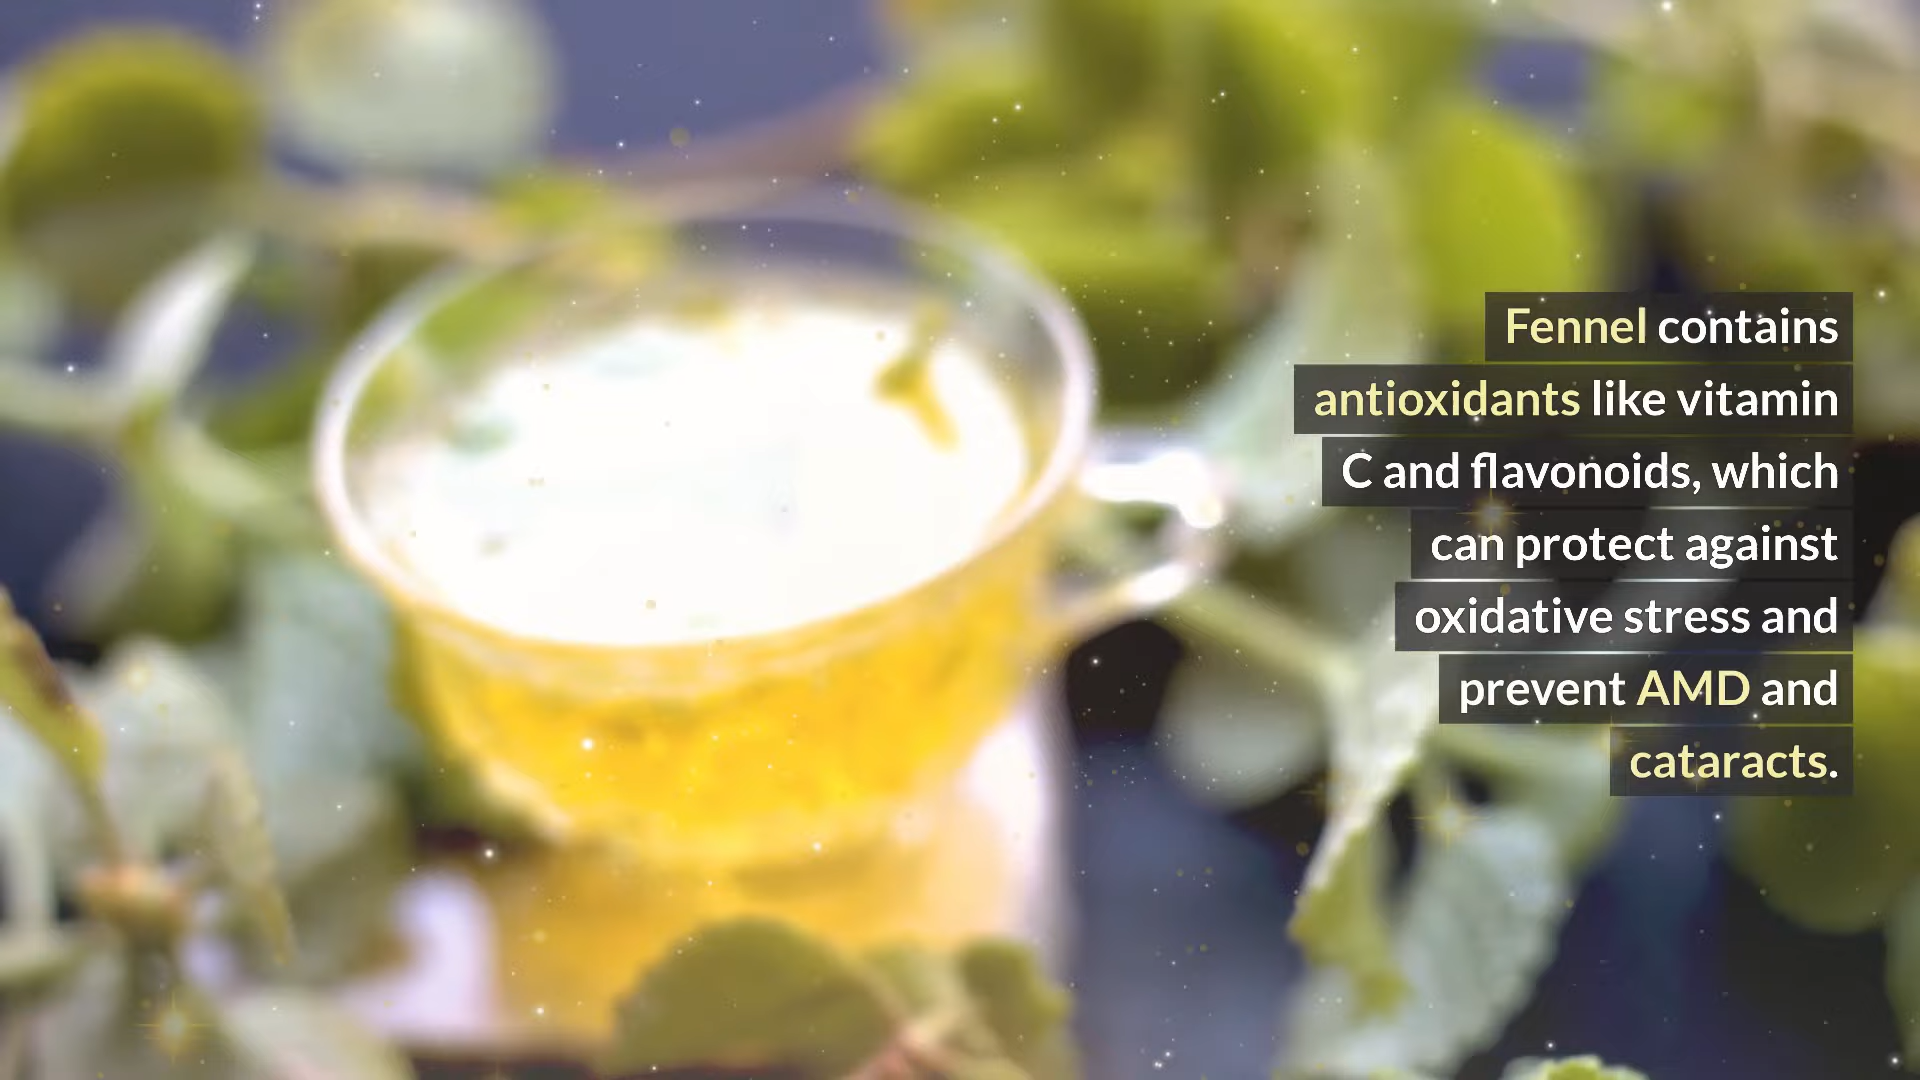 Fennel contains
antioxidants like vitamin
C and flavonoids, which
can protect against
oxidative stress and
prevent AMD and
cataracts.